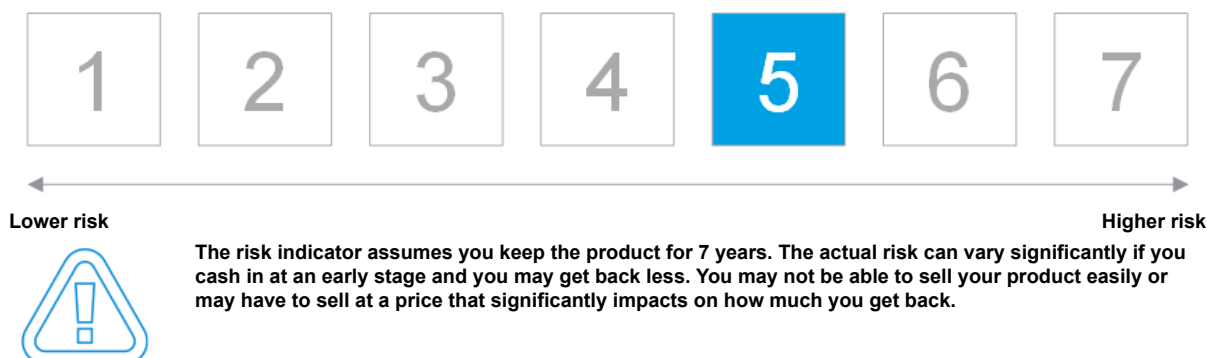 1 2 3 4 5 6 7
Lower risk Higher risk
The risk indicator assumes you keep the product for 7 years. The actual risk can vary significantly if you
cash in at an early stage and you may get back less. You may not be able to sell your product easily or
may have to sell at a price that significantly impacts on how much you get back.